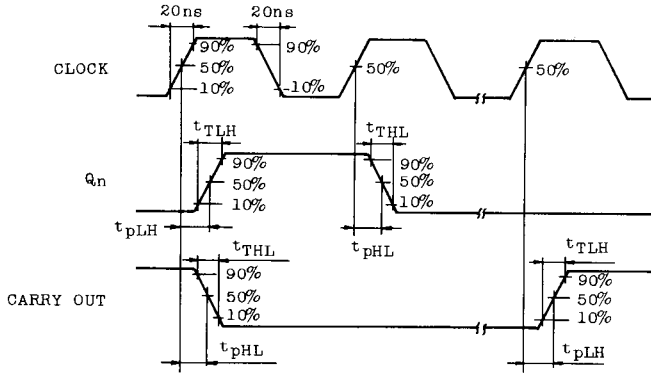 20ns 20ns
90% 90%
CLOCK 50% 50% 50%
10% 10%
tTLH tTHL
90% 90%
Qn 50% 50%
10% 10%
tpLH tpHL
tTHL tTLH
90% 90%
CARRY OUT 50% 50%
10% 10%
tpHL tpLH